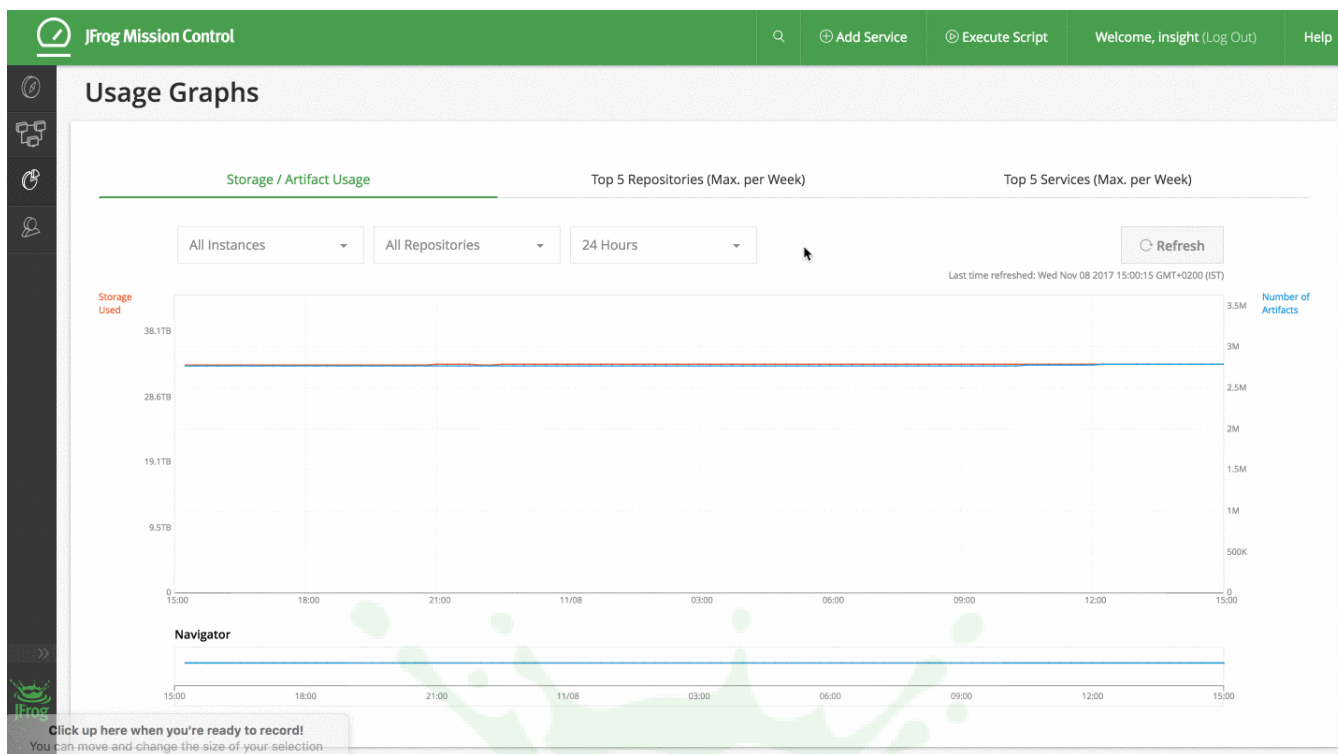 JFrog Mission Control
Add Service
Execute Script
Welcome, insight (Log Out)
Help
Usage Graphs
Storage / Artifact Usage
Top 5 Repositories (Max. per Week)
Top 5 Services (Max. per Week)
All Instances
All Repositories
24 Hours
Refresh
Last time refreshed: Wed Nov 08 2017 15:00:15 GMT+0200 (IST)
Storage
Used
Number of
Artifacts
38.1TB
28.6TB
19.1TB
9.5TB
0
3.5M
3M
2.5M
2M
1.5M
1M
500K
0
15:00 18:00 21:00 11/08 03:00 06:00 09:00 12:00 15:00
Navigator
15:00 18:00 21:00 11/08 03:00 06:00 09:00 12:00 15:00
JFrog
Click up here when you're ready to record!
You can move and change the size of your selection